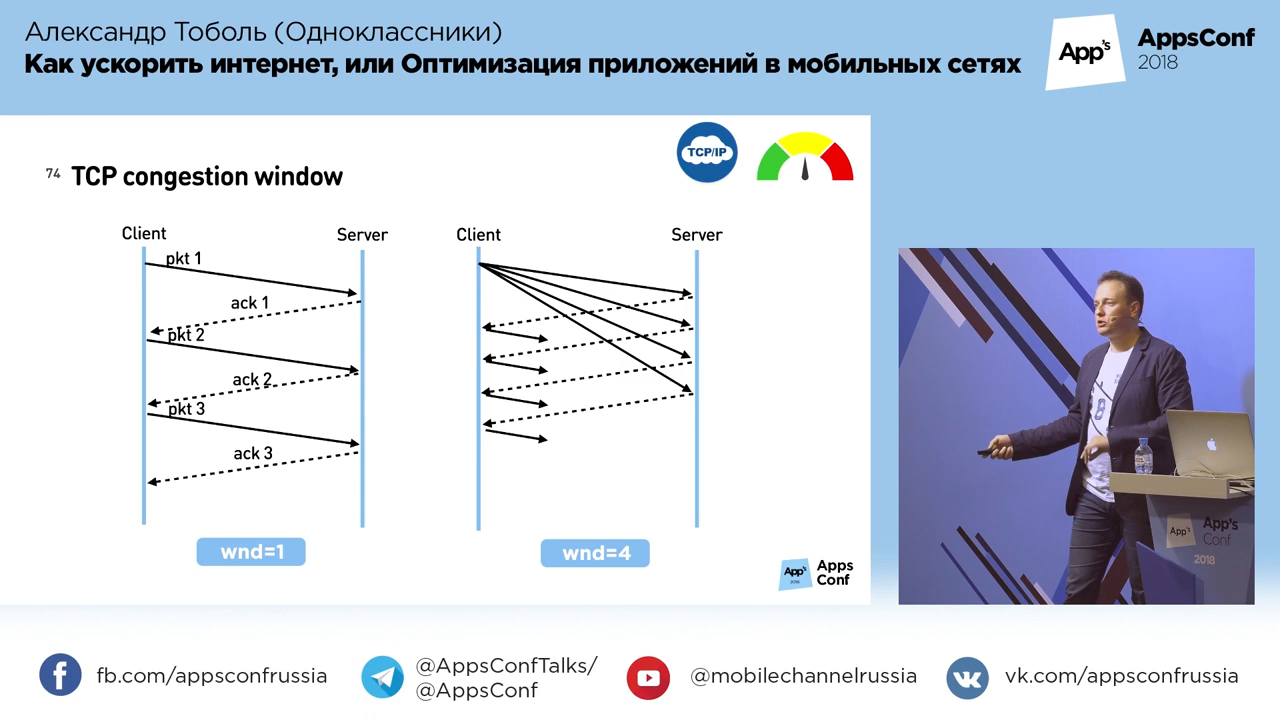 Александр Тоболь (Одноклассники)
Как ускорить интернет, или Оптимизация приложений в мобильных сетях
App's
AppsConf
2018
74 TCP congestion window
TCP/IP
Client
Server
Client
Server
pkt 1
ack 1
pkt 2
ack 2
pkt 3
ack 3
wnd=1
wnd=4
App's
2018
Apps
Conf
8
App's
App's
Conf
2018
fb.com/appsconfrussia
@AppsConfTalks/
@AppsConf
@mobilechannelrussia
vk.com/appsconfrussia